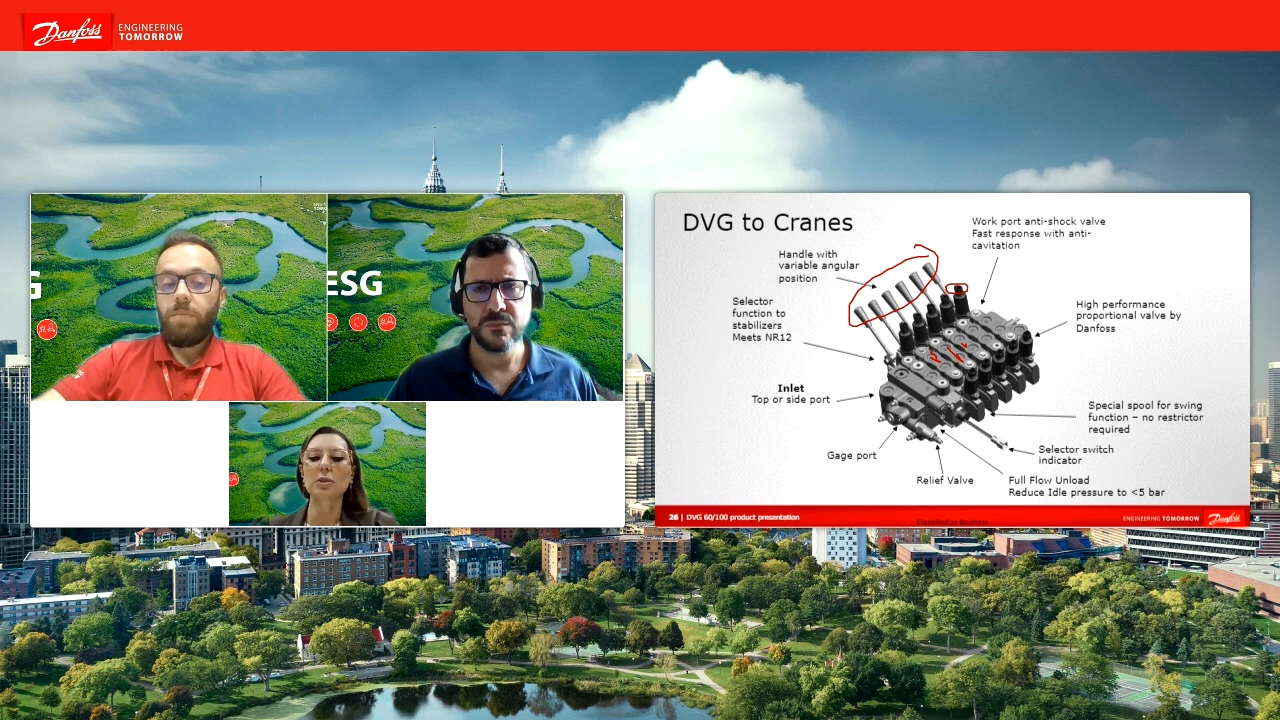 Danfoss
ENGINEERING
TOMORROW
G
ESG
DVG to Cranes
Work port anti-shock valve
Fast response with anti-
cavitation
Handle with
variable angular
position
Selector
function to
stabilizers
Meets NR12
High performance
proportional valve by
Danfoss
Inlet
Top or side port
Special spool for swing
function – no restrictor
required
Gage port
Selector switch
indicator
Relief Valve
Full Flow Unload
Reduce Idle pressure to <5 bar
26 | DVG 60/100 product presentation
Classified as Business
ENGINEERING TOMORROW
Danfoss